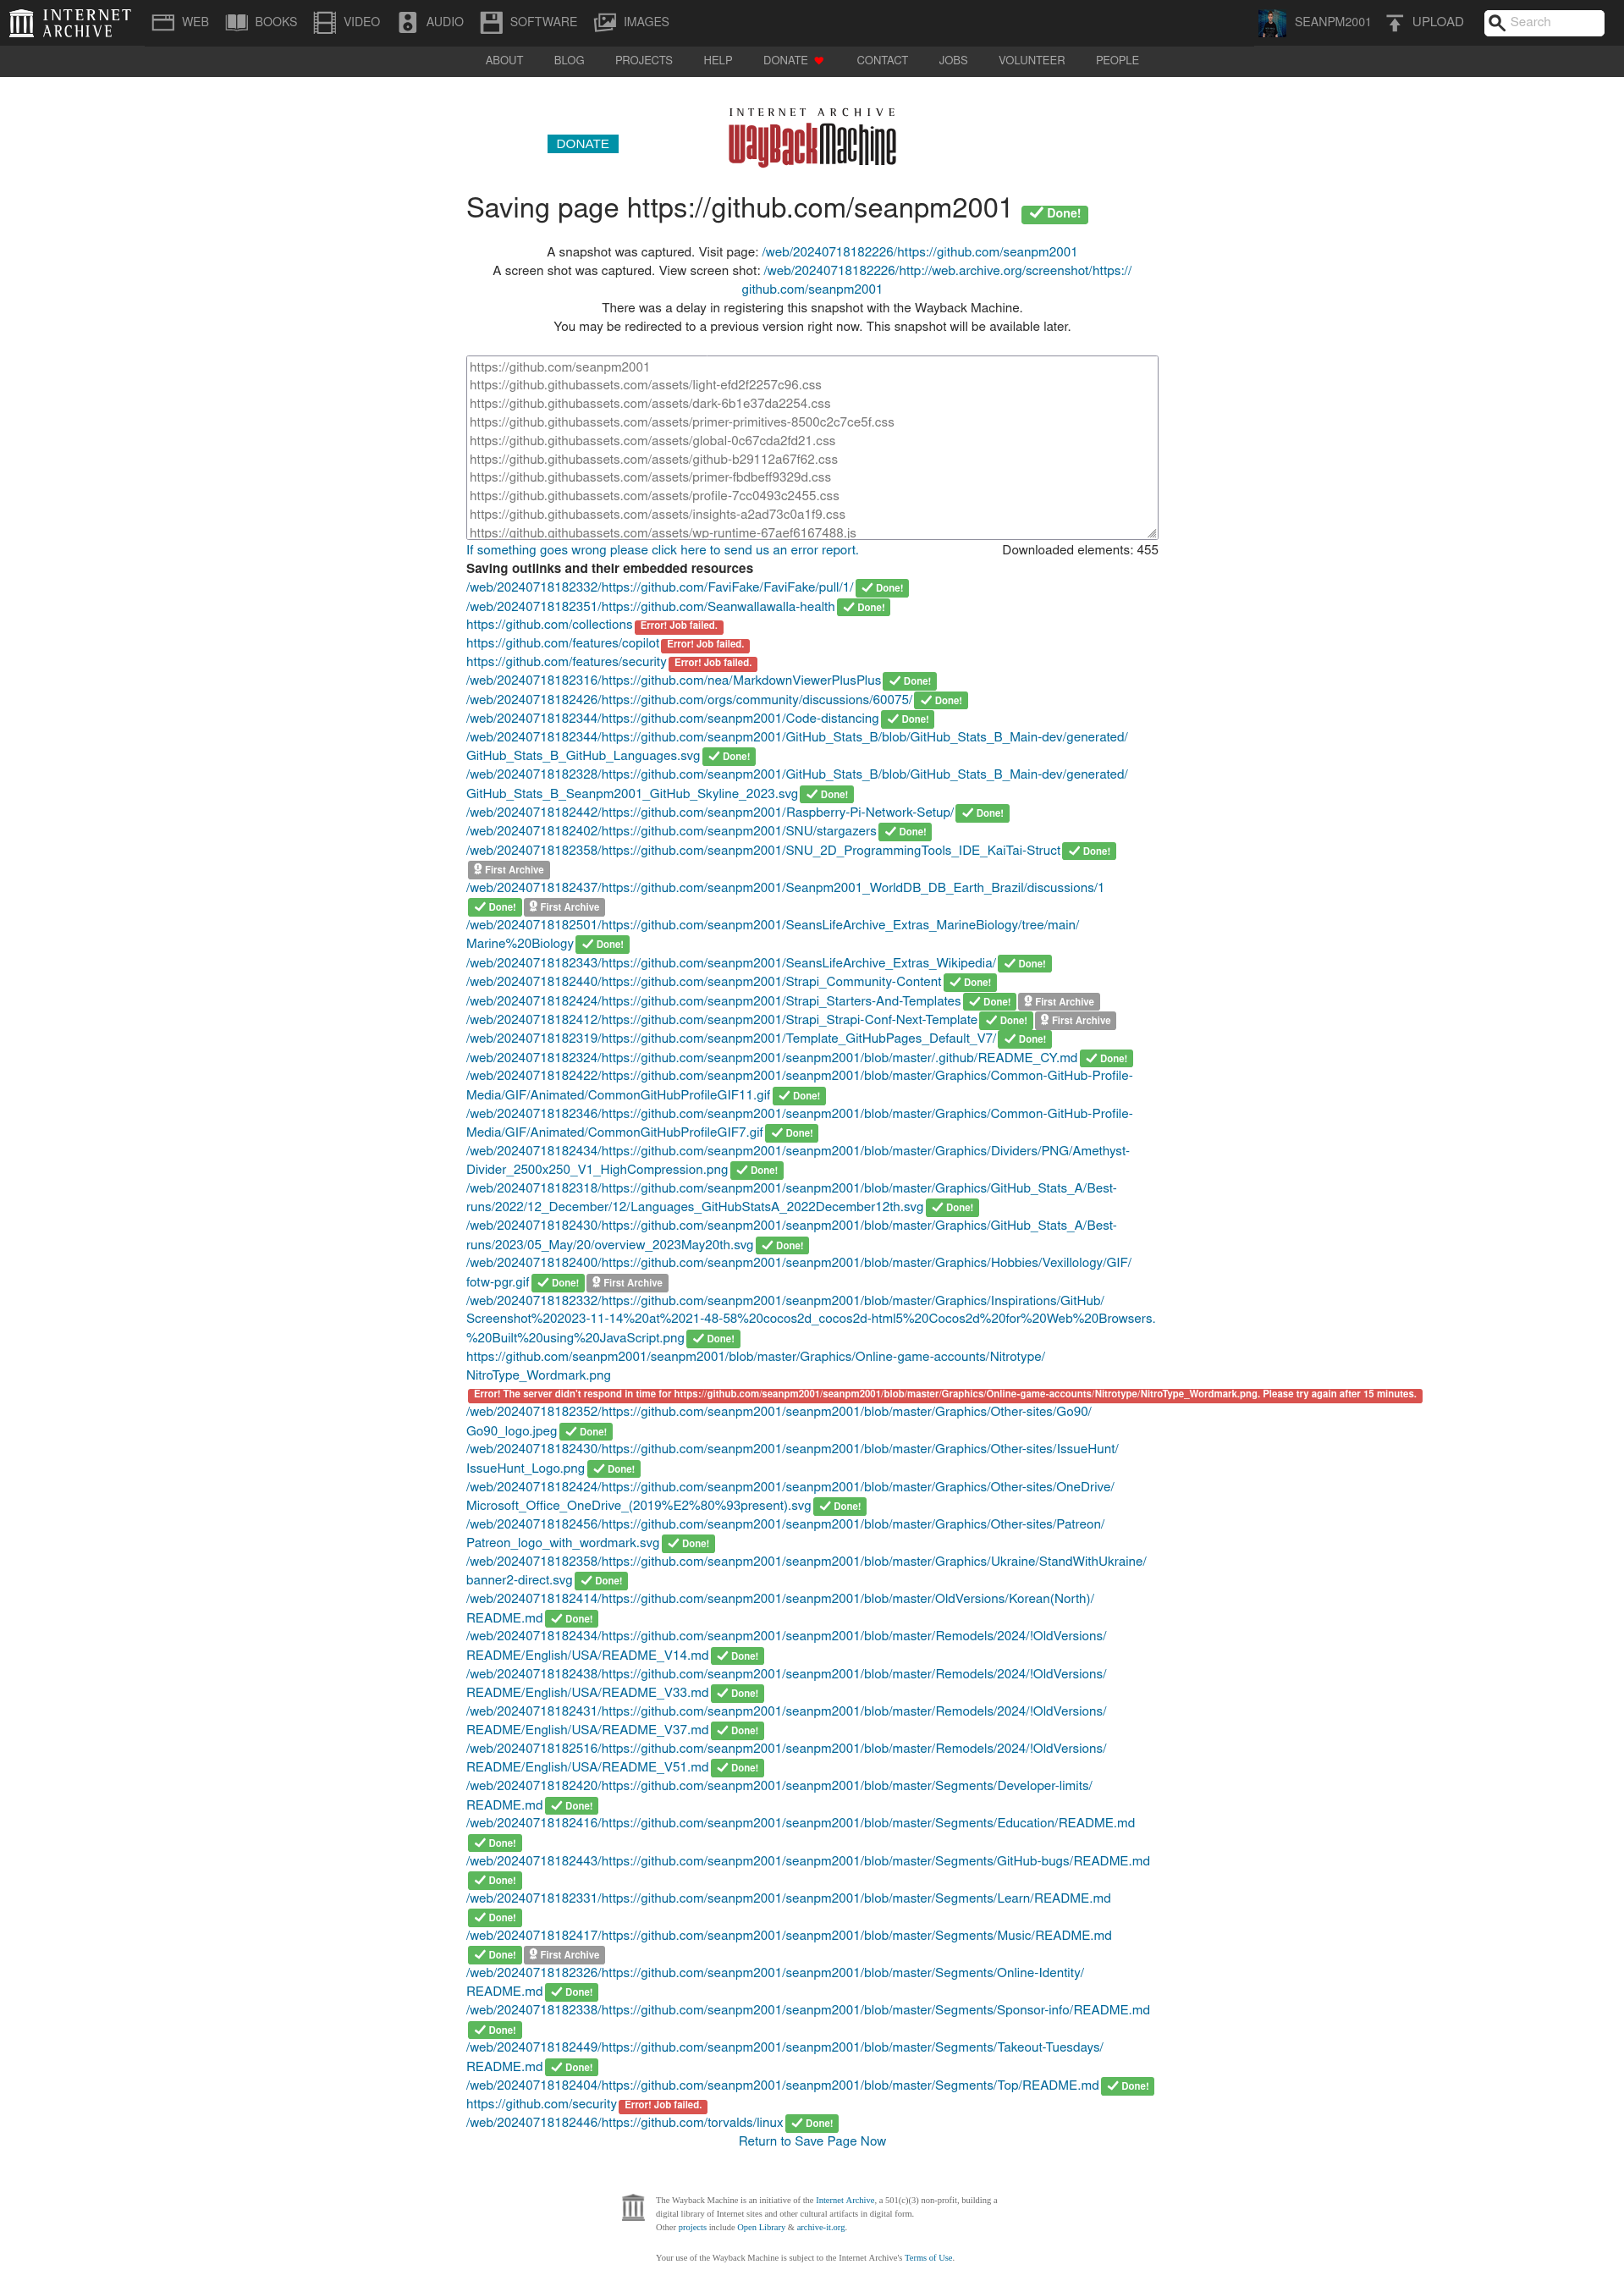 INTERNET ARCHIVE
WEB BOOKS VIDEO AUDIO SOFTWARE IMAGES SEANPM2001 UPLOAD Search
ABOUT BLOG PROJECTS HELP DONATE CONTACT JOBS VOLUNTEER PEOPLE
INTERNET ARCHIVE
DONATE WayBackMachine
Saving page https://github.com/seanpm2001 Done!
A snapshot was captured. Visit page: /web/20240718182226/https://github.com/seanpm2001
A screen shot was captured. View screen shot: /web/20240718182226/http://web.archive.org/screenshot/https://
github.com/seanpm2001
There was a delay in registering this snapshot with the Wayback Machine.
You may be redirected to a previous version right now. This snapshot will be available later.
https://github.com/seanpm2001
https://github.githubassets.com/assets/light-efd2f2257c96.css
https://github.githubassets.com/assets/dark-6b1e37da2254.css
https://github.githubassets.com/assets/primer-primitives-8500c2c7ce5f.css
https://github.githubassets.com/assets/global-0c67cda2fd21.css
https://github.githubassets.com/assets/github-b29112a67f62.css
https://github.githubassets.com/assets/primer-fbdbeff9329d.css
https://github.githubassets.com/assets/profile-7cc0493c2455.css
https://github.githubassets.com/assets/insights-a2ad73c0a1f9.css
https://github.githubassets.com/assets/wp-runtime-67aef6167488.js
If something goes wrong please click here to send us an error report. Downloaded elements: 455
Saving outlinks and their embedded resources
/web/20240718182332/https://github.com/FaviFake/FaviFake/pull/1/ Done!
/web/20240718182351/https://github.com/Seanwallawalla-health Done!
https://github.com/collections Error! Job failed.
https://github.com/features/copilot Error! Job failed.
https://github.com/features/security Error! Job failed.
/web/20240718182316/https://github.com/nea/MarkdownViewerPlusPlus Done!
/web/20240718182426/https://github.com/orgs/community/discussions/60075/ Done!
/web/20240718182344/https://github.com/seanpm2001/Code-distancing Done!
/web/20240718182344/https://github.com/seanpm2001/GitHub_Stats_B/blob/GitHub_Stats_B_Main-dev/generated/
GitHub_Stats_B_GitHub_Languages.svg Done!
/web/20240718182328/https://github.com/seanpm2001/GitHub_Stats_B/blob/GitHub_Stats_B_Main-dev/generated/
GitHub_Stats_B_Seanpm2001_GitHub_Skyline_2023.svg Done!
/web/20240718182442/https://github.com/seanpm2001/Raspberry-Pi-Network-Setup/ Done!
/web/20240718182402/https://github.com/seanpm2001/SNU/stargazers Done!
/web/20240718182358/https://github.com/seanpm2001/SNU_2D_ProgrammingTools_IDE_KaiTai-Struct Done!
First Archive
/web/20240718182437/https://github.com/seanpm2001/Seanpm2001_WorldDB_DB_Earth_Brazil/discussions/1
Done! First Archive
/web/20240718182501/https://github.com/seanpm2001/SeansLifeArchive_Extras_MarineBiology/tree/main/
Marine%20Biology Done!
/web/20240718182343/https://github.com/seanpm2001/SeansLifeArchive_Extras_Wikipedia/ Done!
/web/20240718182440/https://github.com/seanpm2001/Strapi_Community-Content Done!
/web/20240718182424/https://github.com/seanpm2001/Strapi_Starters-And-Templates Done! First Archive
/web/20240718182412/https://github.com/seanpm2001/Strapi_Strapi-Conf-Next-Template Done! First Archive
/web/20240718182319/https://github.com/seanpm2001/Template_GitHubPages_Default_V7/ Done!
/web/20240718182324/https://github.com/seanpm2001/seanpm2001/blob/master/.github/README_CY.md Done!
/web/20240718182422/https://github.com/seanpm2001/seanpm2001/blob/master/Graphics/Common-GitHub-Profile-
Media/GIF/Animated/CommonGitHubProfileGIF11.gif Done!
/web/20240718182346/https://github.com/seanpm2001/seanpm2001/blob/master/Graphics/Common-GitHub-Profile-
Media/GIF/Animated/CommonGitHubProfileGIF7.gif Done!
/web/20240718182434/https://github.com/seanpm2001/seanpm2001/blob/master/Graphics/Dividers/PNG/Amethyst-
Divider_2500x250_V1_HighCompression.png Done!
/web/20240718182318/https://github.com/seanpm2001/seanpm2001/blob/master/Graphics/GitHub_Stats_A/Best-
runs/2022/12_December/12/Languages_GitHubStatsA_2022December12th.svg Done!
/web/20240718182430/https://github.com/seanpm2001/seanpm2001/blob/master/Graphics/GitHub_Stats_A/Best-
runs/2023/05_May/20/overview_2023May20th.svg Done!
/web/20240718182400/https://github.com/seanpm2001/seanpm2001/blob/master/Graphics/Hobbies/Vexillology/GIF/
fotw-pgr.gif Done! First Archive
/web/20240718182332/https://github.com/seanpm2001/seanpm2001/blob/master/Graphics/Inspirations/GitHub/
Screenshot%202023-11-14%20at%2021-48-58%20cocos2d_cocos2d-html5%20Cocos2d%20for%20Web%20Browsers.
%20Built%20using%20JavaScript.png Done!
https://github.com/seanpm2001/seanpm2001/blob/master/Graphics/Online-game-accounts/Nitrotype/
NitroType_Wordmark.png
Error! The server didn't respond in time for https://github.com/seanpm2001/seanpm2001/blob/master/Graphics/Online-game-accounts/Nitrotype/NitroType_Wordmark.png. Please try again after 15 minutes.
/web/20240718182352/https://github.com/seanpm2001/seanpm2001/blob/master/Graphics/Other-sites/Go90/
Go90_logo.jpeg Done!
/web/20240718182430/https://github.com/seanpm2001/seanpm2001/blob/master/Graphics/Other-sites/IssueHunt/
IssueHunt_Logo.png Done!
/web/20240718182424/https://github.com/seanpm2001/seanpm2001/blob/master/Graphics/Other-sites/OneDrive/
Microsoft_Office_OneDrive_(2019%E2%80%93present).svg Done!
/web/20240718182456/https://github.com/seanpm2001/seanpm2001/blob/master/Graphics/Other-sites/Patreon/
Patreon_logo_with_wordmark.svg Done!
/web/20240718182358/https://github.com/seanpm2001/seanpm2001/blob/master/Graphics/Ukraine/StandWithUkraine/
banner2-direct.svg Done!
/web/20240718182414/https://github.com/seanpm2001/seanpm2001/blob/master/OldVersions/Korean(North)/
README.md Done!
/web/20240718182434/https://github.com/seanpm2001/seanpm2001/blob/master/Remodels/2024/!OldVersions/
README/English/USA/README_V14.md Done!
/web/20240718182438/https://github.com/seanpm2001/seanpm2001/blob/master/Remodels/2024/!OldVersions/
README/English/USA/README_V33.md Done!
/web/20240718182431/https://github.com/seanpm2001/seanpm2001/blob/master/Remodels/2024/!OldVersions/
README/English/USA/README_V37.md Done!
/web/20240718182516/https://github.com/seanpm2001/seanpm2001/blob/master/Remodels/2024/!OldVersions/
README/English/USA/README_V51.md Done!
/web/20240718182420/https://github.com/seanpm2001/seanpm2001/blob/master/Segments/Developer-limits/
README.md Done!
/web/20240718182416/https://github.com/seanpm2001/seanpm2001/blob/master/Segments/Education/README.md
Done!
/web/20240718182443/https://github.com/seanpm2001/seanpm2001/blob/master/Segments/GitHub-bugs/README.md
Done!
/web/20240718182331/https://github.com/seanpm2001/seanpm2001/blob/master/Segments/Learn/README.md
Done!
/web/20240718182417/https://github.com/seanpm2001/seanpm2001/blob/master/Segments/Music/README.md
Done! First Archive
/web/20240718182326/https://github.com/seanpm2001/seanpm2001/blob/master/Segments/Online-Identity/
README.md Done!
/web/20240718182338/https://github.com/seanpm2001/seanpm2001/blob/master/Segments/Sponsor-info/README.md
Done!
/web/20240718182449/https://github.com/seanpm2001/seanpm2001/blob/master/Segments/Takeout-Tuesdays/
README.md Done!
/web/20240718182404/https://github.com/seanpm2001/seanpm2001/blob/master/Segments/Top/README.md Done!
https://github.com/security Error! Job failed.
/web/20240718182446/https://github.com/torvalds/linux Done!
Return to Save Page Now
The Wayback Machine is an initiative of the Internet Archive, a 501(c)(3) non-profit, building a
digital library of Internet sites and other cultural artifacts in digital form.
Other projects include Open Library & archive-it.org.
Your use of the Wayback Machine is subject to the Internet Archive's Terms of Use.